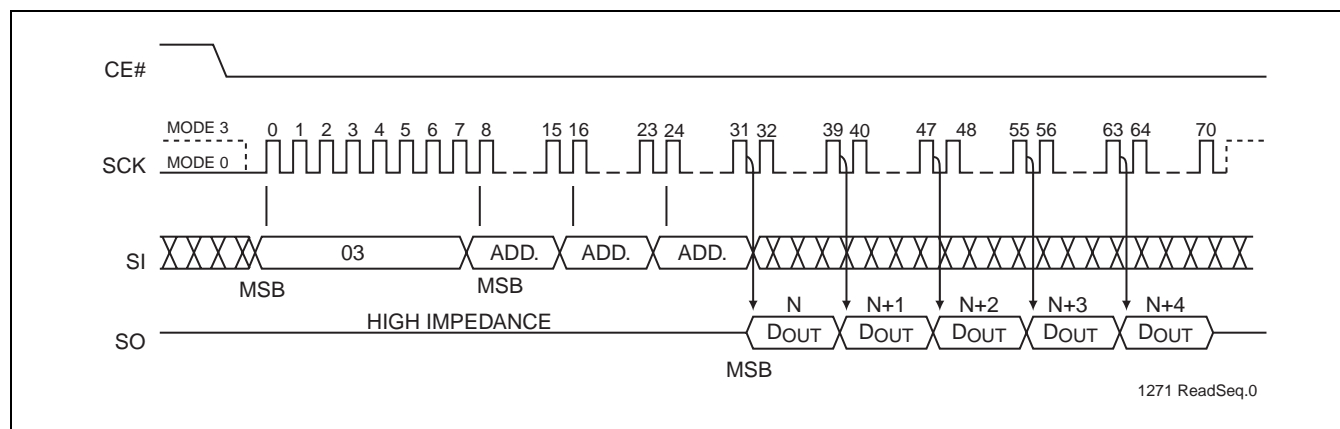 CE#
MODE 3
0 1 2 3 4 5 6 7 8 15 16 23 24 31 32 39 40 47 48 55 56 63 64 70
SCK
MODE 0
SI
03 ADD. ADD. ADD.
MSB MSB
N N+1 N+2 N+3 N+4
HIGH IMPEDANCE
SO
DOUT DOUT DOUT DOUT DOUT
MSB
1271 ReadSeq.0